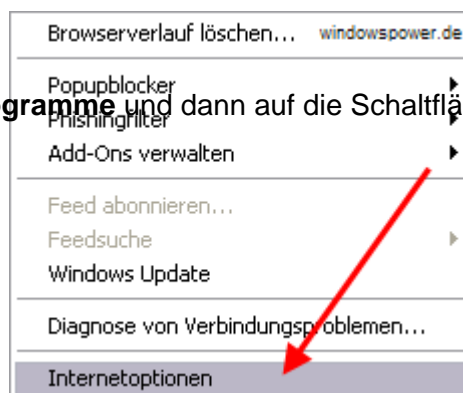 Browserverlauf löschen... windowspower.de
Popupblocker
ogramme und dann auf die Schaltflä
Phishingfilter
Add-Ons verwalten
Feed abonnieren...
Feedsuche
Windows Update
Diagnose von Verbindungsproblemen...
Internetoptionen